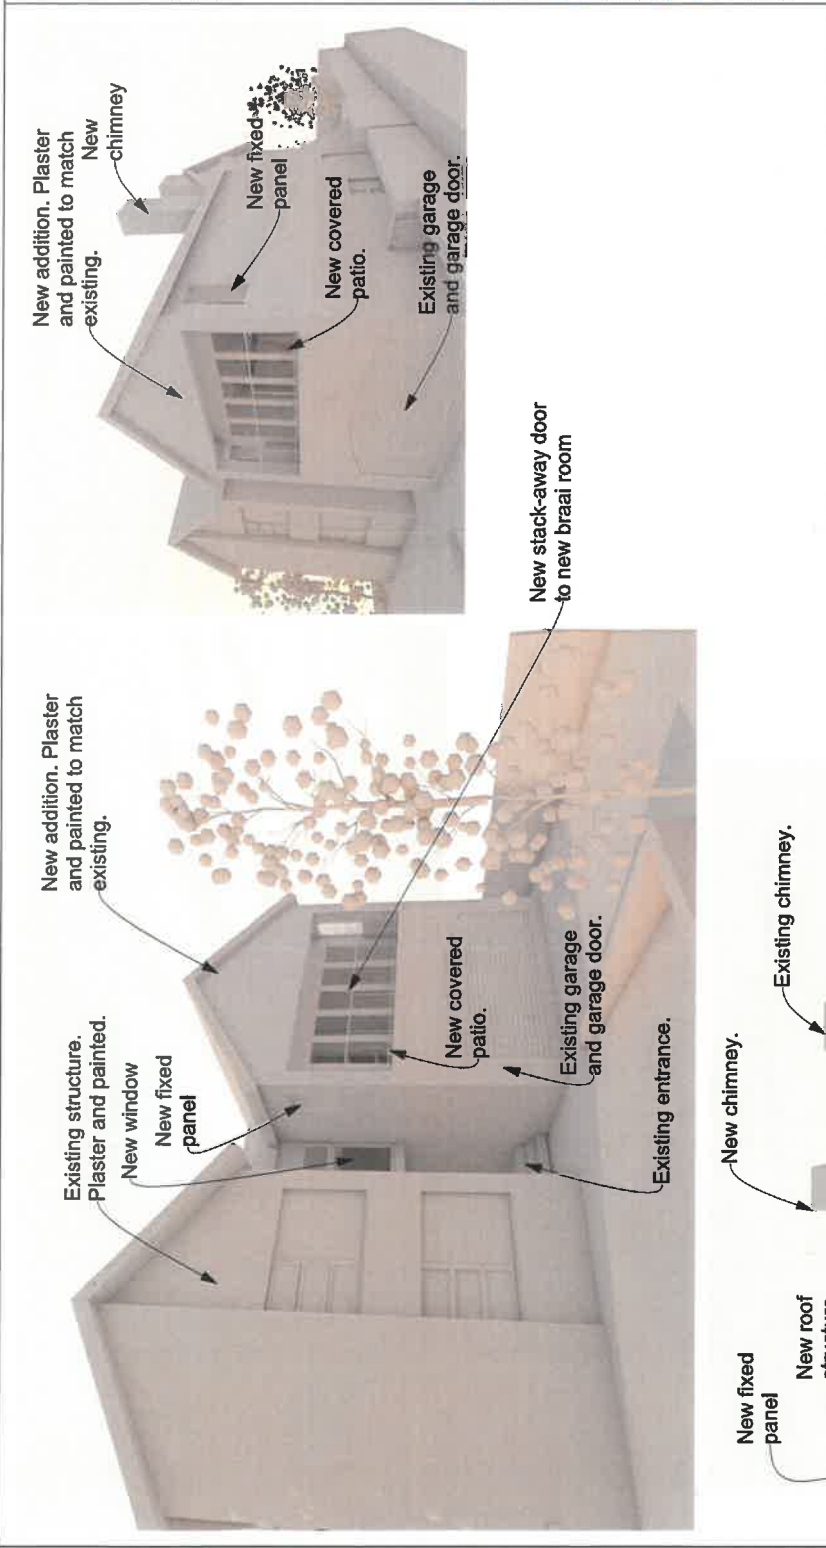 Existing structure.
Plaster and painted.
New window
New fixed
panel
New addition. Plaster
and painted to match
existing.
New covered
patio.
Existing garage
and garage door.
Existing entrance.
New stack-away door
to new braai room
New addition. Plaster
and painted to match
existing.
New
chimney
New fixed
panel
New covered
patio.
Existing garage
and garage door.
New fixed
panel
New roof
New chimney.
Existing chimney.